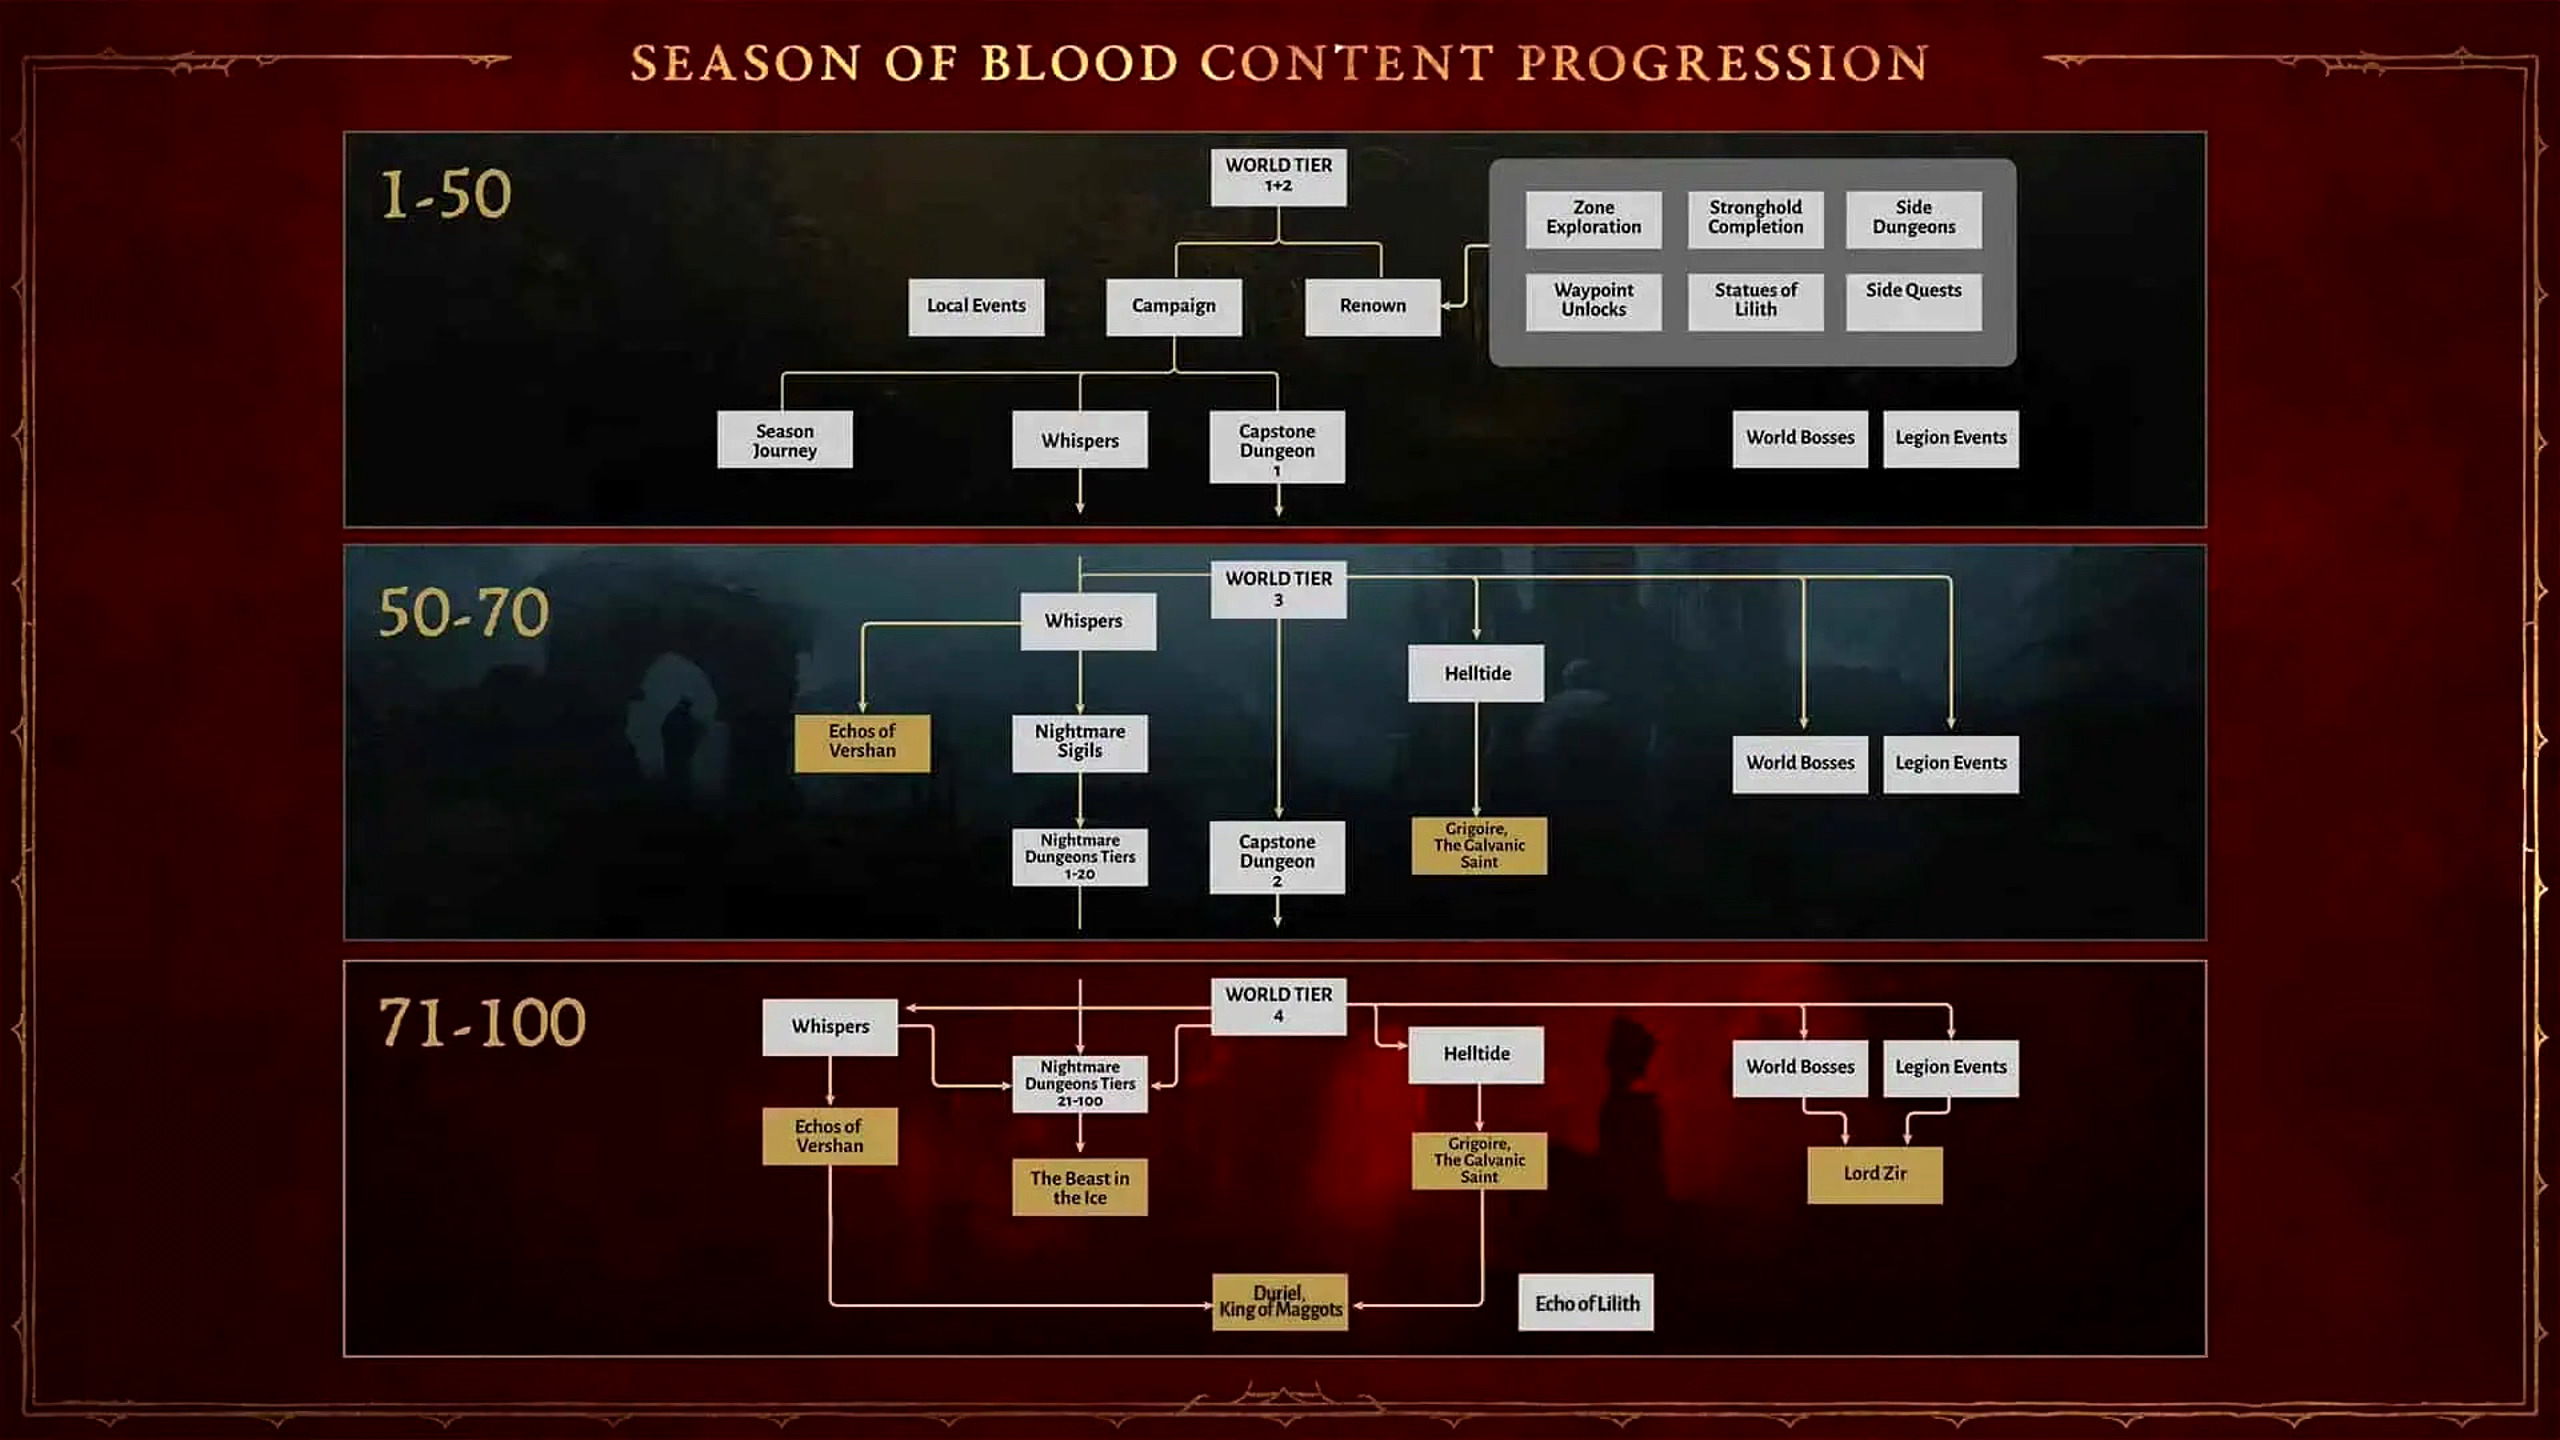 SEASON OF BLOOD CONTENT PROGRESSION
1-50
WORLD TIER
1+2
Zone
Exploration
Stronghold
Completion
Side
Dungeons
Waypoint
Unlocks
Statues of
Lilith
Side Quests
Local Events
Campaign
Renown
Season
Journey
Whispers
Capstone
Dungeon
1
World Bosses
Legion Events
50-70
WORLD TIER
3
Whispers
Helltide
Echos of
Vershan
Nightmare
Sigils
World Bosses
Legion Events
Nightmare
Dungeons Tiers
1-20
Capstone
Dungeon
2
Grigoire,
The Galvanic
Saint
71-100
WORLD TIER
4
Whispers
Nightmare
Dungeons Tiers
21-100
Helltide
World Bosses
Legion Events
Echos of
Vershan
The Beast in
the Ice
Grigoire,
The Galvanic
Saint
Lord Zir
Duriel,
King of Maggots
Echo of Lilith